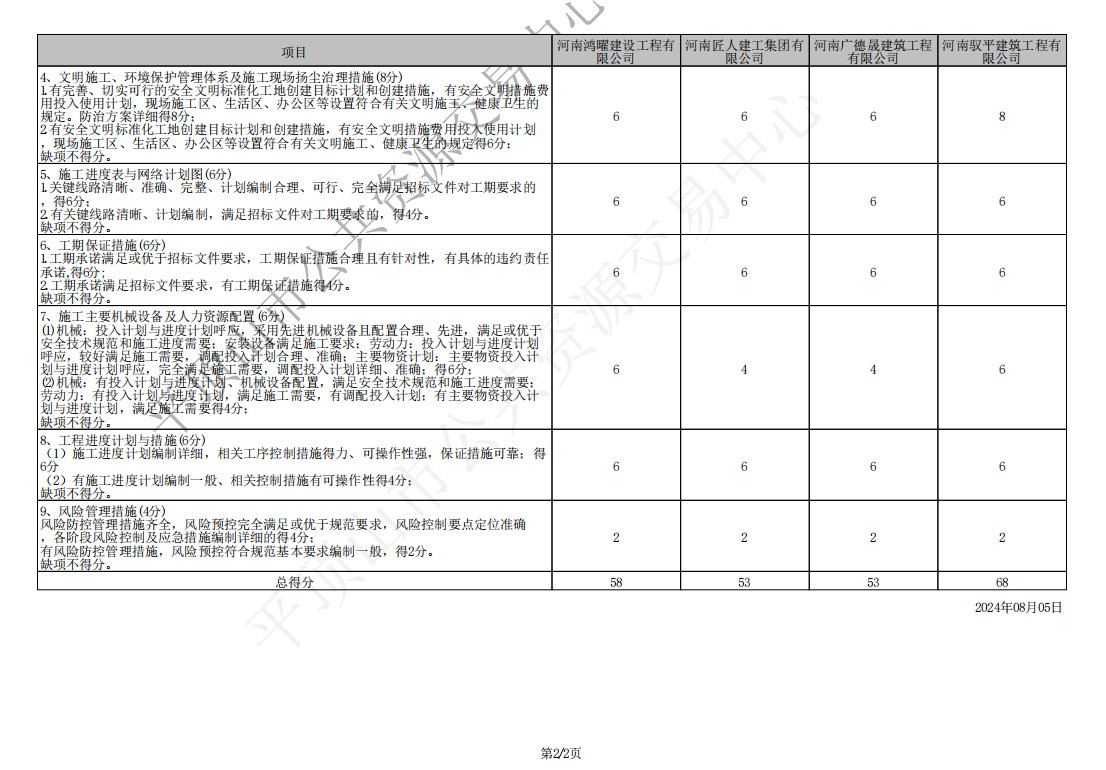 项目
河南鸿曜建设工程有
限公司
河南匠人建工集团有
限公司
河南广德晟建筑工程
有限公司
河南驭平建筑工程有
限公司
4、文明施工、环境保护管理体系及施工现场扬尘治理措施(8分)
1.有完善、切实可行的安全文明标准化工地创建目标计划和创建措施，有安全文明措施费
用投入使用计划，现场施工区、生活区、办公区等设置符合有关文明施工、健康卫生的
规定。防治方案详细得8分；
2.有安全文明标准化工地创建目标计划和创建措施，有安全文明措施费用投入使用计划
，现场施工区、生活区、办公区等设置符合有关文明施工、健康卫生的规定得6分；
缺项不得分。
6
6
6
8
5、施工进度表与网络计划图(6分)
1.关键线路清晰、准确、完整、计划编制合理、可行、完全满足招标文件对工期要求的
，得6分；
2.有关键线路清晰、计划编制，满足招标文件对工期要求的，得4分。
缺项不得分。
6
6
6
6
6、工期保证措施(6分)
1.工期承诺满足或优于招标文件要求，工期保证措施合理且有针对性，有具体的违约责任
承诺,得6分；
2.工期承诺满足招标文件要求，有工期保证措施得4分。
缺项不得分。
6
6
6
6
7、施工主要机械设备及人力资源配置(6分)
(1)机械：投入计划与进度计划呼应，采用先进机械设备且配置合理、先进，满足或优于
安全技术规范和施工进度需要；安装设备满足施工要求；劳动力：投入计划与进度计划
呼应，较好满足施工需要，调配投入计划合理、准确；主要物资计划：主要物资投入计
划与进度计划呼应，完全满足施工需要，调配投入计划详细、准确；得6分；
(2)机械：有投入计划与进度计划、机械设备配置，满足安全技术规范和施工进度需要；
劳动力：有投入计划与进度计划，满足施工需要，有调配投入计划；有主要物资投入计
划与进度计划，满足施工需要得4分；
缺项不得分。
6
4
4
6
8、工程进度计划与措施(6分)
（1）施工进度计划编制详细，相关工序控制措施得力、可操作性强，保证措施可靠；得
6分
（2）有施工进度计划编制一般、相关控制措施有可操作性得4分；
缺项不得分。
6
6
6
6
9、风险管理措施(4分)
风险防控管理措施齐全，风险预控完全满足或优于规范要求，风险控制要点定位准确
，各阶段风险控制及应急措施编制详细的得4分；
有风险防控管理措施，风险预控符合规范基本要求编制一般，得2分。
缺项不得分。
2
2
2
2
总得分
58
53
53
68
2024年08月05日
平顶山市公共资源交易中心
平顶山市公共资源交易中心
第2/2页